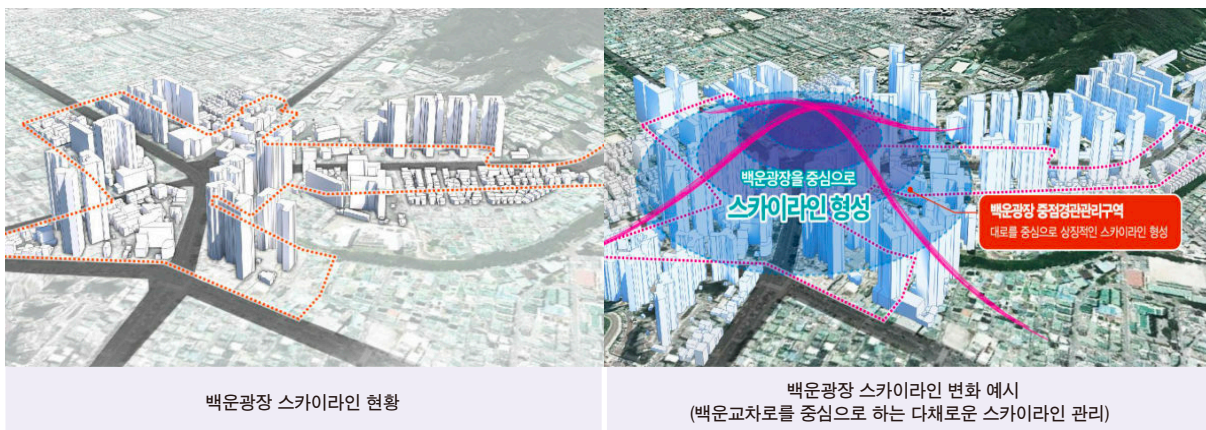 백운광장을 중심으로
스카이라인 형성
백운광장 중점경관관리구역
대로를 중심으로 상징적인 스카이라인 형성
백운광장 스카이라인 현황
백운광장 스카이라인 변화 예시
(백운교차로를 중심으로 하는 다채로운 스카이라인 관리)